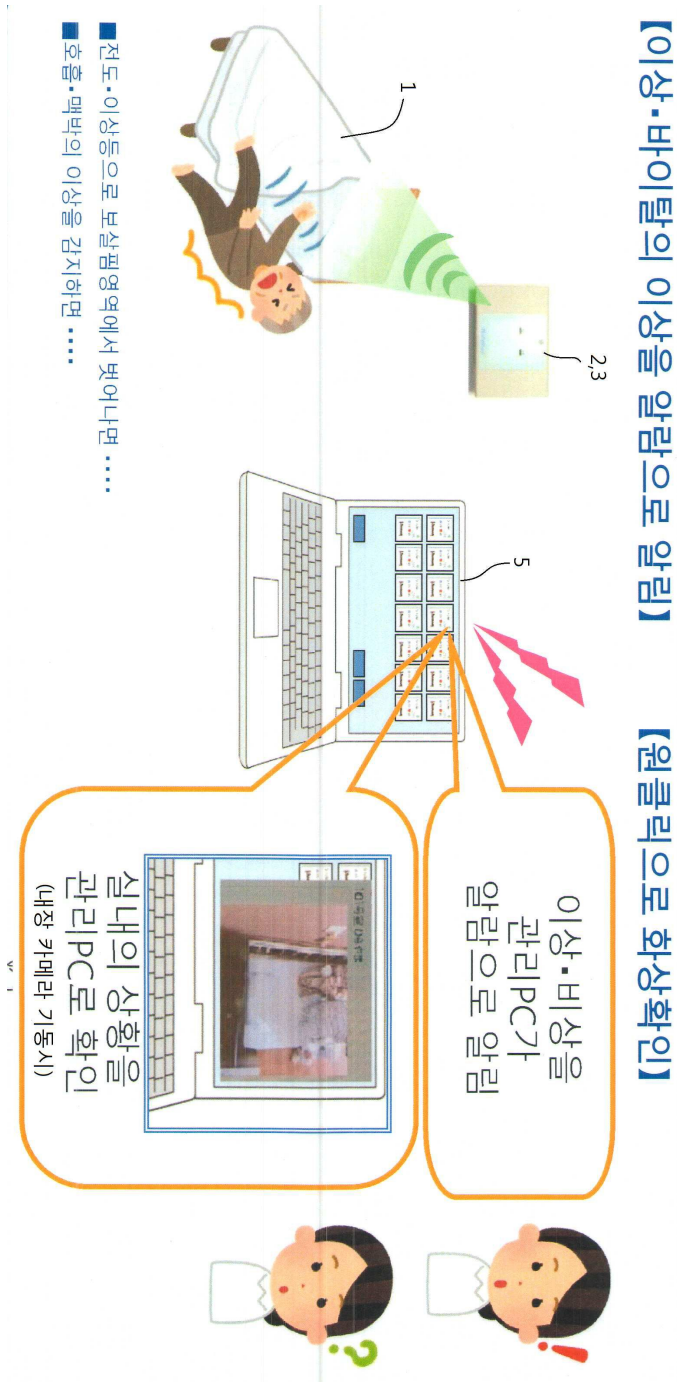 【이상·바이탈의 이상을 알람으로 알림】
【원클릭으로 화상확인】
1
2,3
5
■전도·이상등으로 보살핌영역에서 벗어나면 ....
■호흡·맥박의 이상을 감지하면 ....
이상·비상을
관리PC가
알람으로 알림
실내의 상황을
관리PC로 확인
(내장 카메라 기동시)